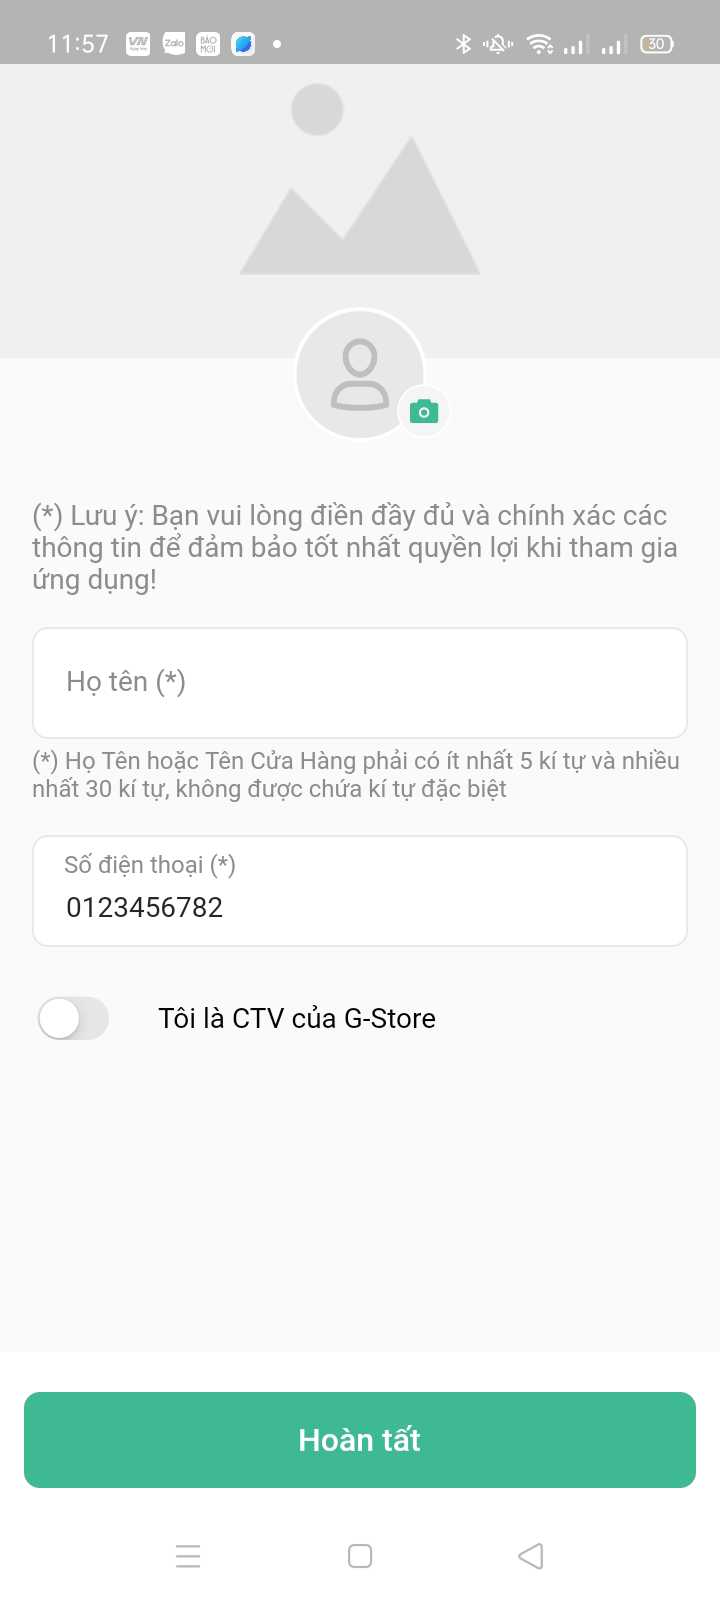 11:57
VN
Zalo
BÁO
MỚI
30
(*) Lưu ý: Bạn vui lòng điền đầy đủ và chính xác các
thông tin để đảm bảo tốt nhất quyền lợi khi tham gia
ứng dụng!
Họ tên (*)
(*) Họ Tên hoặc Tên Cửa Hàng phải có ít nhất 5 kí tự và nhiều
nhất 30 kí tự, không được chứa kí tự đặc biệt
Số điện thoại (*)
0123456782
Tôi là CTV của G-Store
Hoàn tất